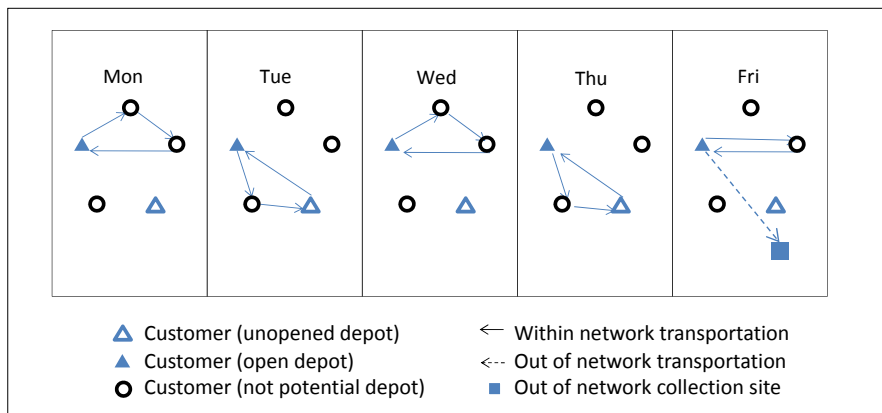 Mon Tue Wed Thu Fri
Customer (unopened depot)
Customer (open depot)
Customer (not potential depot)
Within network transportation
Out of network transportation
Out of network collection site